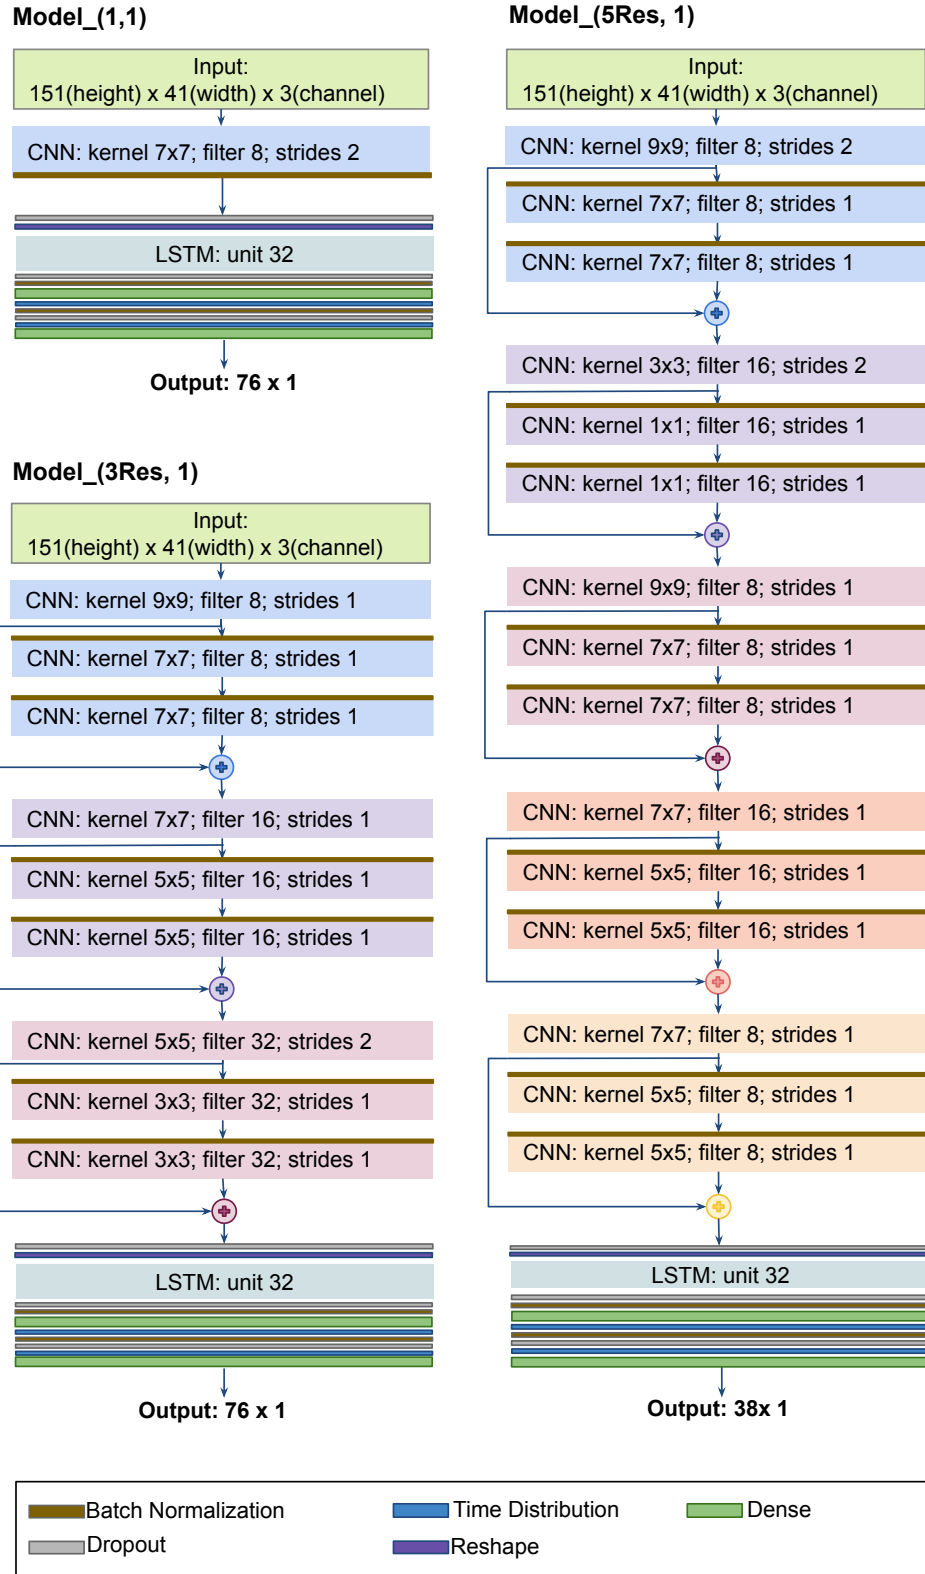 Model_(1,1)
Input:
151(height) x 41(width) x 3(channel)
CNN: kernel 7x7; filter 8; strides 2
LSTM: unit 32
Output: 76 x 1
Model_(3Res, 1)
Input:
151(height) x 41(width) x 3(channel)
CNN: kernel 9x9; filter 8; strides 1
CNN: kernel 7x7; filter 8; strides 1
CNN: kernel 7x7; filter 8; strides 1
CNN: kernel 7x7; filter 16; strides 1
CNN: kernel 5x5; filter 16; strides 1
CNN: kernel 5x5; filter 16; strides 1
CNN: kernel 5x5; filter 32; strides 2
CNN: kernel 3x3; filter 32; strides 1
CNN: kernel 3x3; filter 32; strides 1
LSTM: unit 32
Output: 76 x 1
Model_(5Res, 1)
Input:
151(height) x 41(width) x 3(channel)
CNN: kernel 9x9; filter 8; strides 2
CNN: kernel 7x7; filter 8; strides 1
CNN: kernel 7x7; filter 8; strides 1
CNN: kernel 3x3; filter 16; strides 2
CNN: kernel 1x1; filter 16; strides 1
CNN: kernel 1x1; filter 16; strides 1
CNN: kernel 9x9; filter 8; strides 1
CNN: kernel 7x7; filter 8; strides 1
CNN: kernel 7x7; filter 8; strides 1
CNN: kernel 7x7; filter 16; strides 1
CNN: kernel 5x5; filter 16; strides 1
CNN: kernel 5x5; filter 16; strides 1
CNN: kernel 7x7; filter 8; strides 1
CNN: kernel 5x5; filter 8; strides 1
CNN: kernel 5x5; filter 8; strides 1
LSTM: unit 32
Output: 38x 1
Batch Normalization
Time Distribution
Dense
Dropout
Reshape